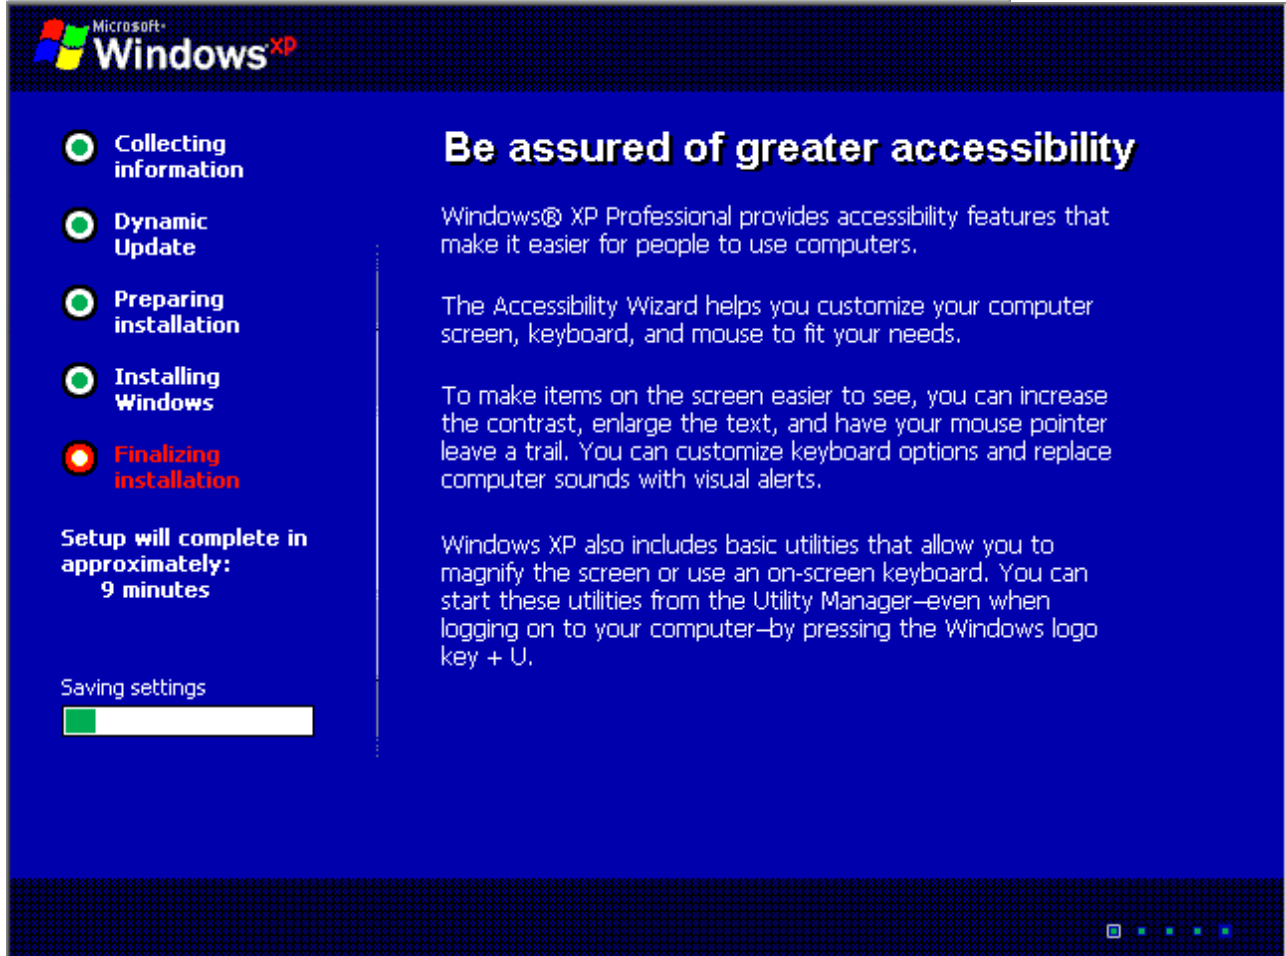 Microsoft®
Windows XP
Collecting
information
Dynamic
Update
Preparing
installation
Installing
Windows
Finalizing
installation
Setup will complete in
approximately:
9 minutes
Saving settings
Be assured of greater accessibility
Windows® XP Professional provides accessibility features that
make it easier for people to use computers.
The Accessibility Wizard helps you customize your computer
screen, keyboard, and mouse to fit your needs.
To make items on the screen easier to see, you can increase
the contrast, enlarge the text, and have your mouse pointer
leave a trail. You can customize keyboard options and replace
computer sounds with visual alerts.
Windows XP also includes basic utilities that allow you to
magnify the screen or use an on-screen keyboard. You can
start these utilities from the Utility Manager–even when
logging on to your computer–by pressing the Windows logo
key + U.